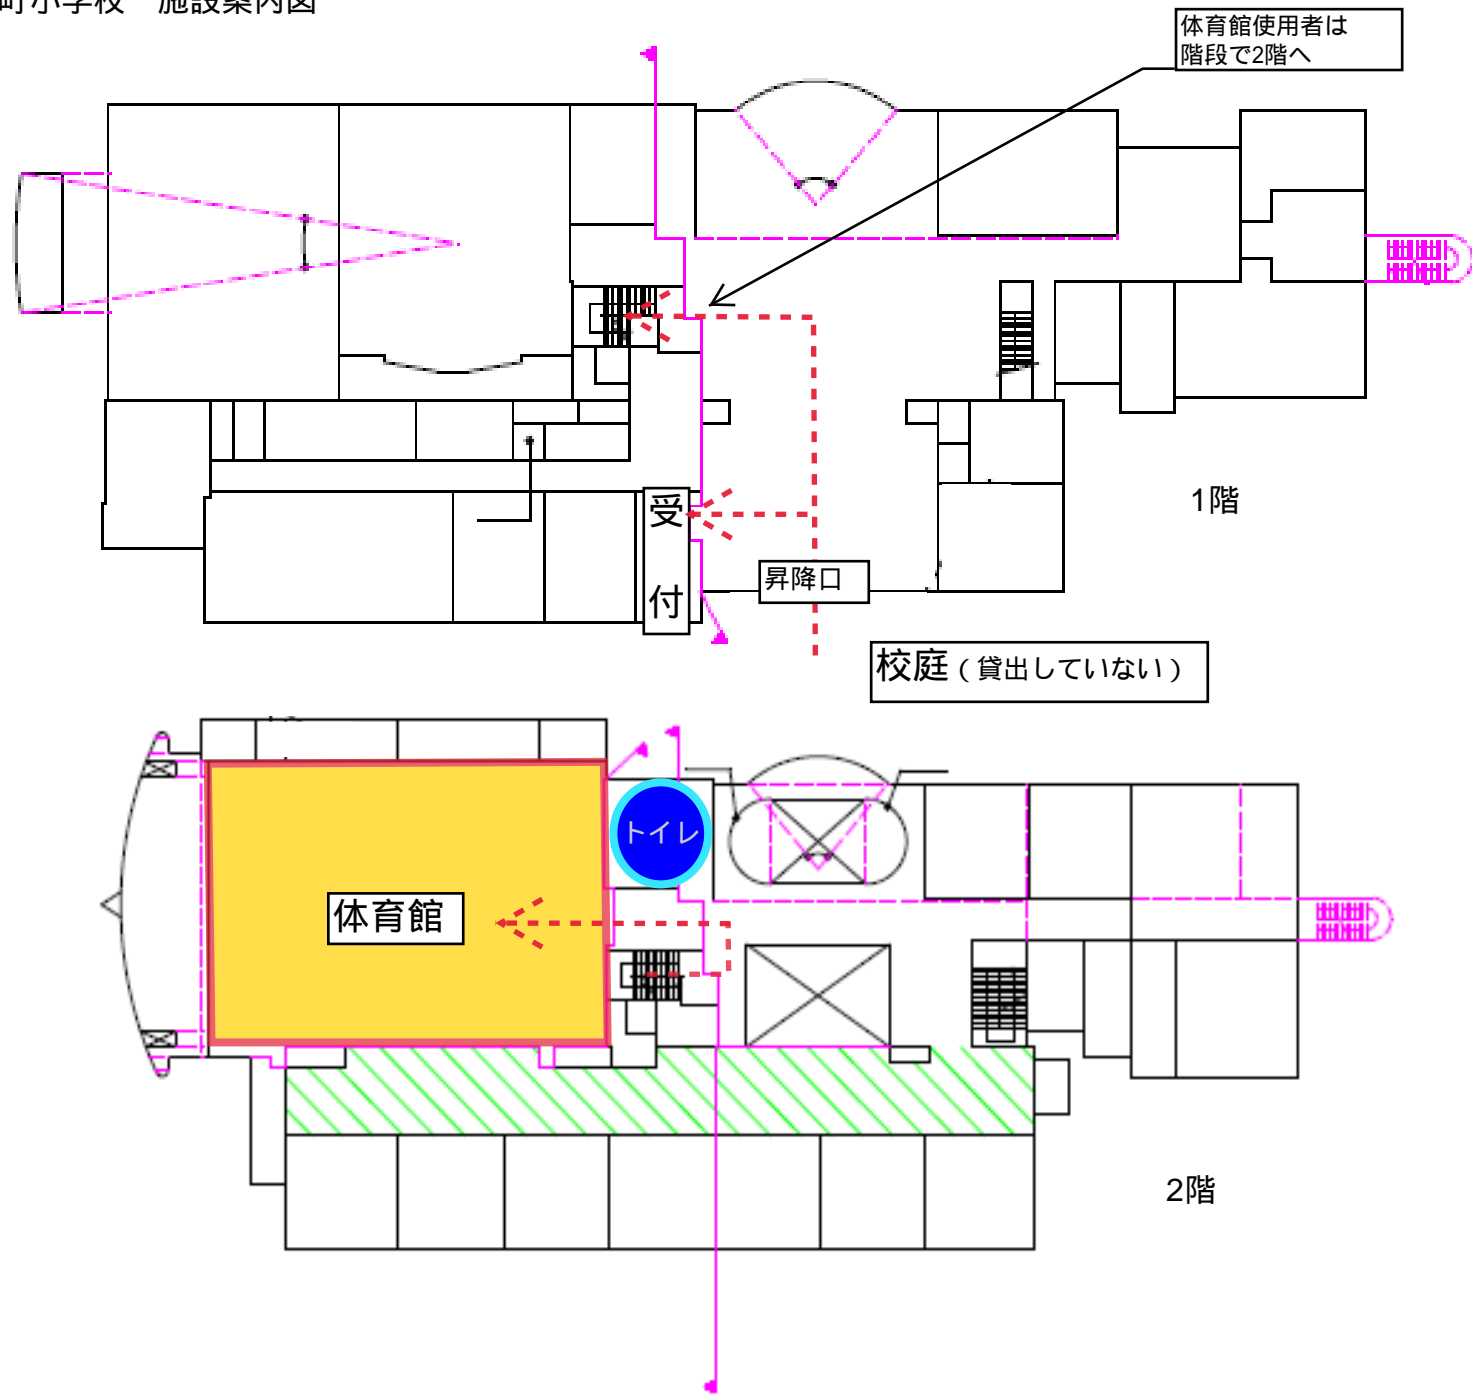 町小学校　施設案内図
体育館使用者は
階段で2階へ
受付
1階
昇降口
校庭（貸出していない）
トイレ
体育館
2階